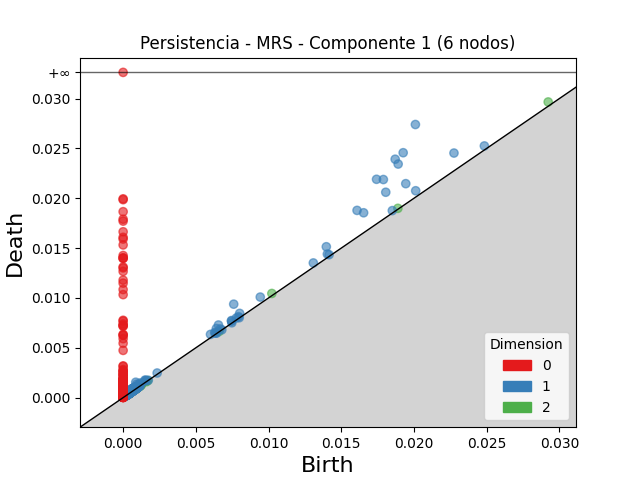 Persistencia - MRS - Componente 1 (6 nodos)
+∞
0.030
0.025
0.020
0.015
0.010
0.005
0.000
Death
Dimension
0
1
2
0.000 0.005 0.010 0.015 0.020 0.025 0.030
Birth